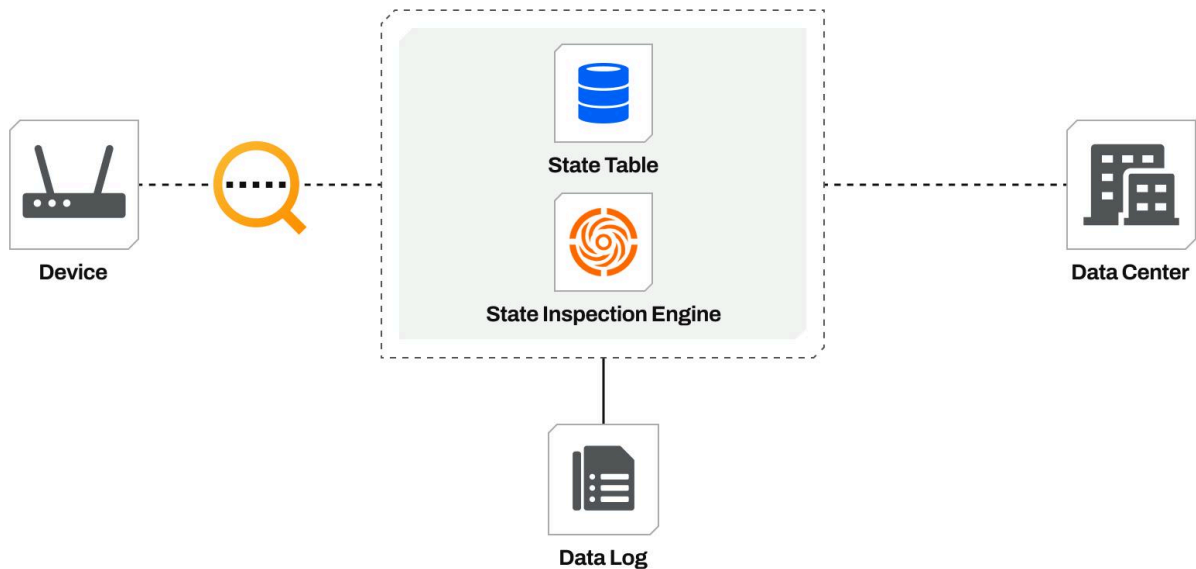 State Table
Device
State Inspection Engine
Data Center
Data Log